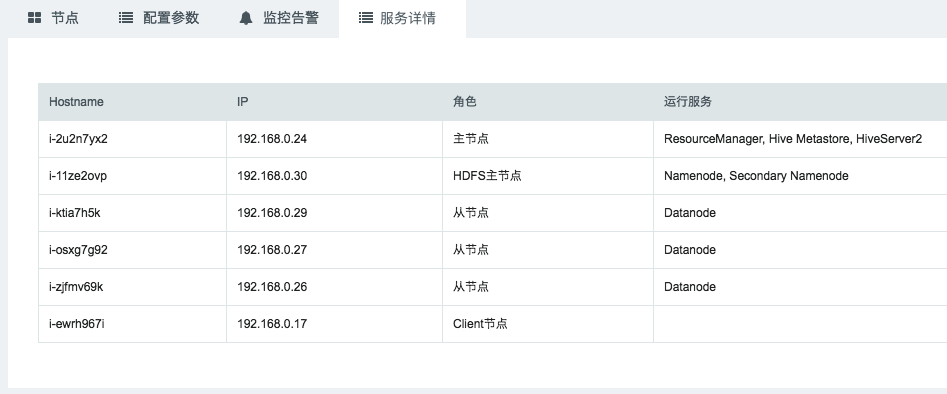 节点 配置参数 监控告警 服务详情
Hostname IP 角色 运行服务
i-2u2n7yx2 192.168.0.24 主节点 ResourceManager, Hive Metastore, HiveServer2
i-11ze2ovp 192.168.0.30 HDFS主节点 Namenode, Secondary Namenode
i-ktia7h5k 192.168.0.29 从节点 Datanode
i-osxg7g92 192.168.0.27 从节点 Datanode
i-zjfmv69k 192.168.0.26 从节点 Datanode
i-ewrh967i 192.168.0.17 Client节点